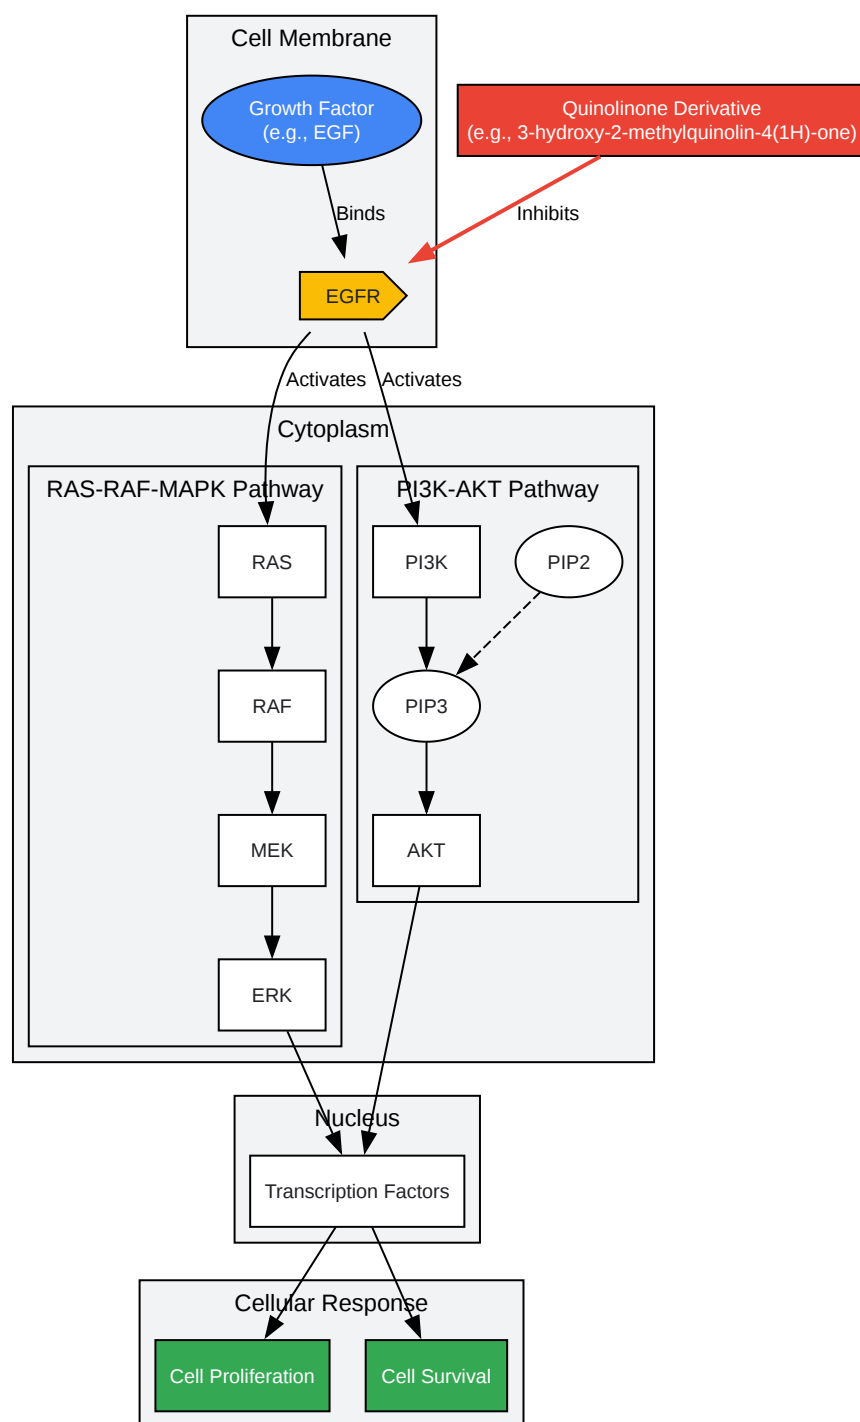 Cell Membrane
Growth Factor
(e.g., EGF)
Quinolinone Derivative
(e.g., 3-hydroxy-2-methylquinolin-4(1H)-one)
Binds
Inhibits
EGFR
Activates
Activates
Cytoplasm
RAS-RAF-MAPK Pathway
PI3K-AKT Pathway
RAS
PI3K
PIP2
RAF
PIP3
MEK
AKT
ERK
Nucleus
Transcription Factors
Cellular Response
Cell Proliferation
Cell Survival